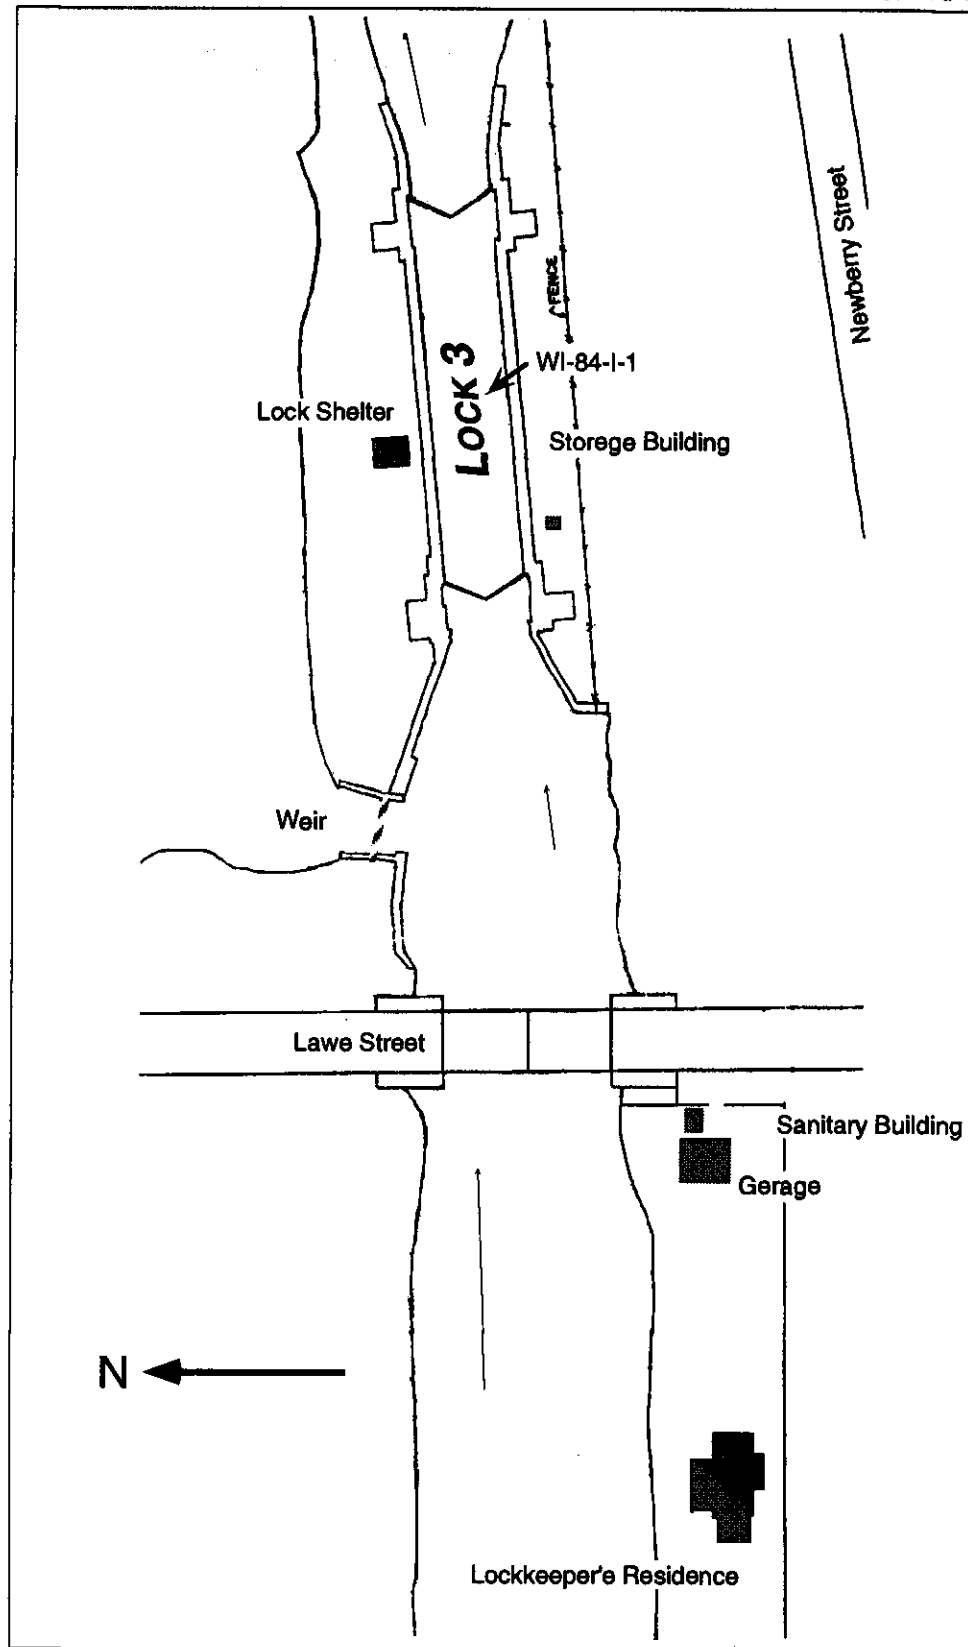 Newberry Street
FENCE
LOCK 3
WI-84-I-1
Lock Shelter
Storege Building
Weir
Lawe Street
Sanitary Building
Gerage
N
Lockkeeper'e Residence